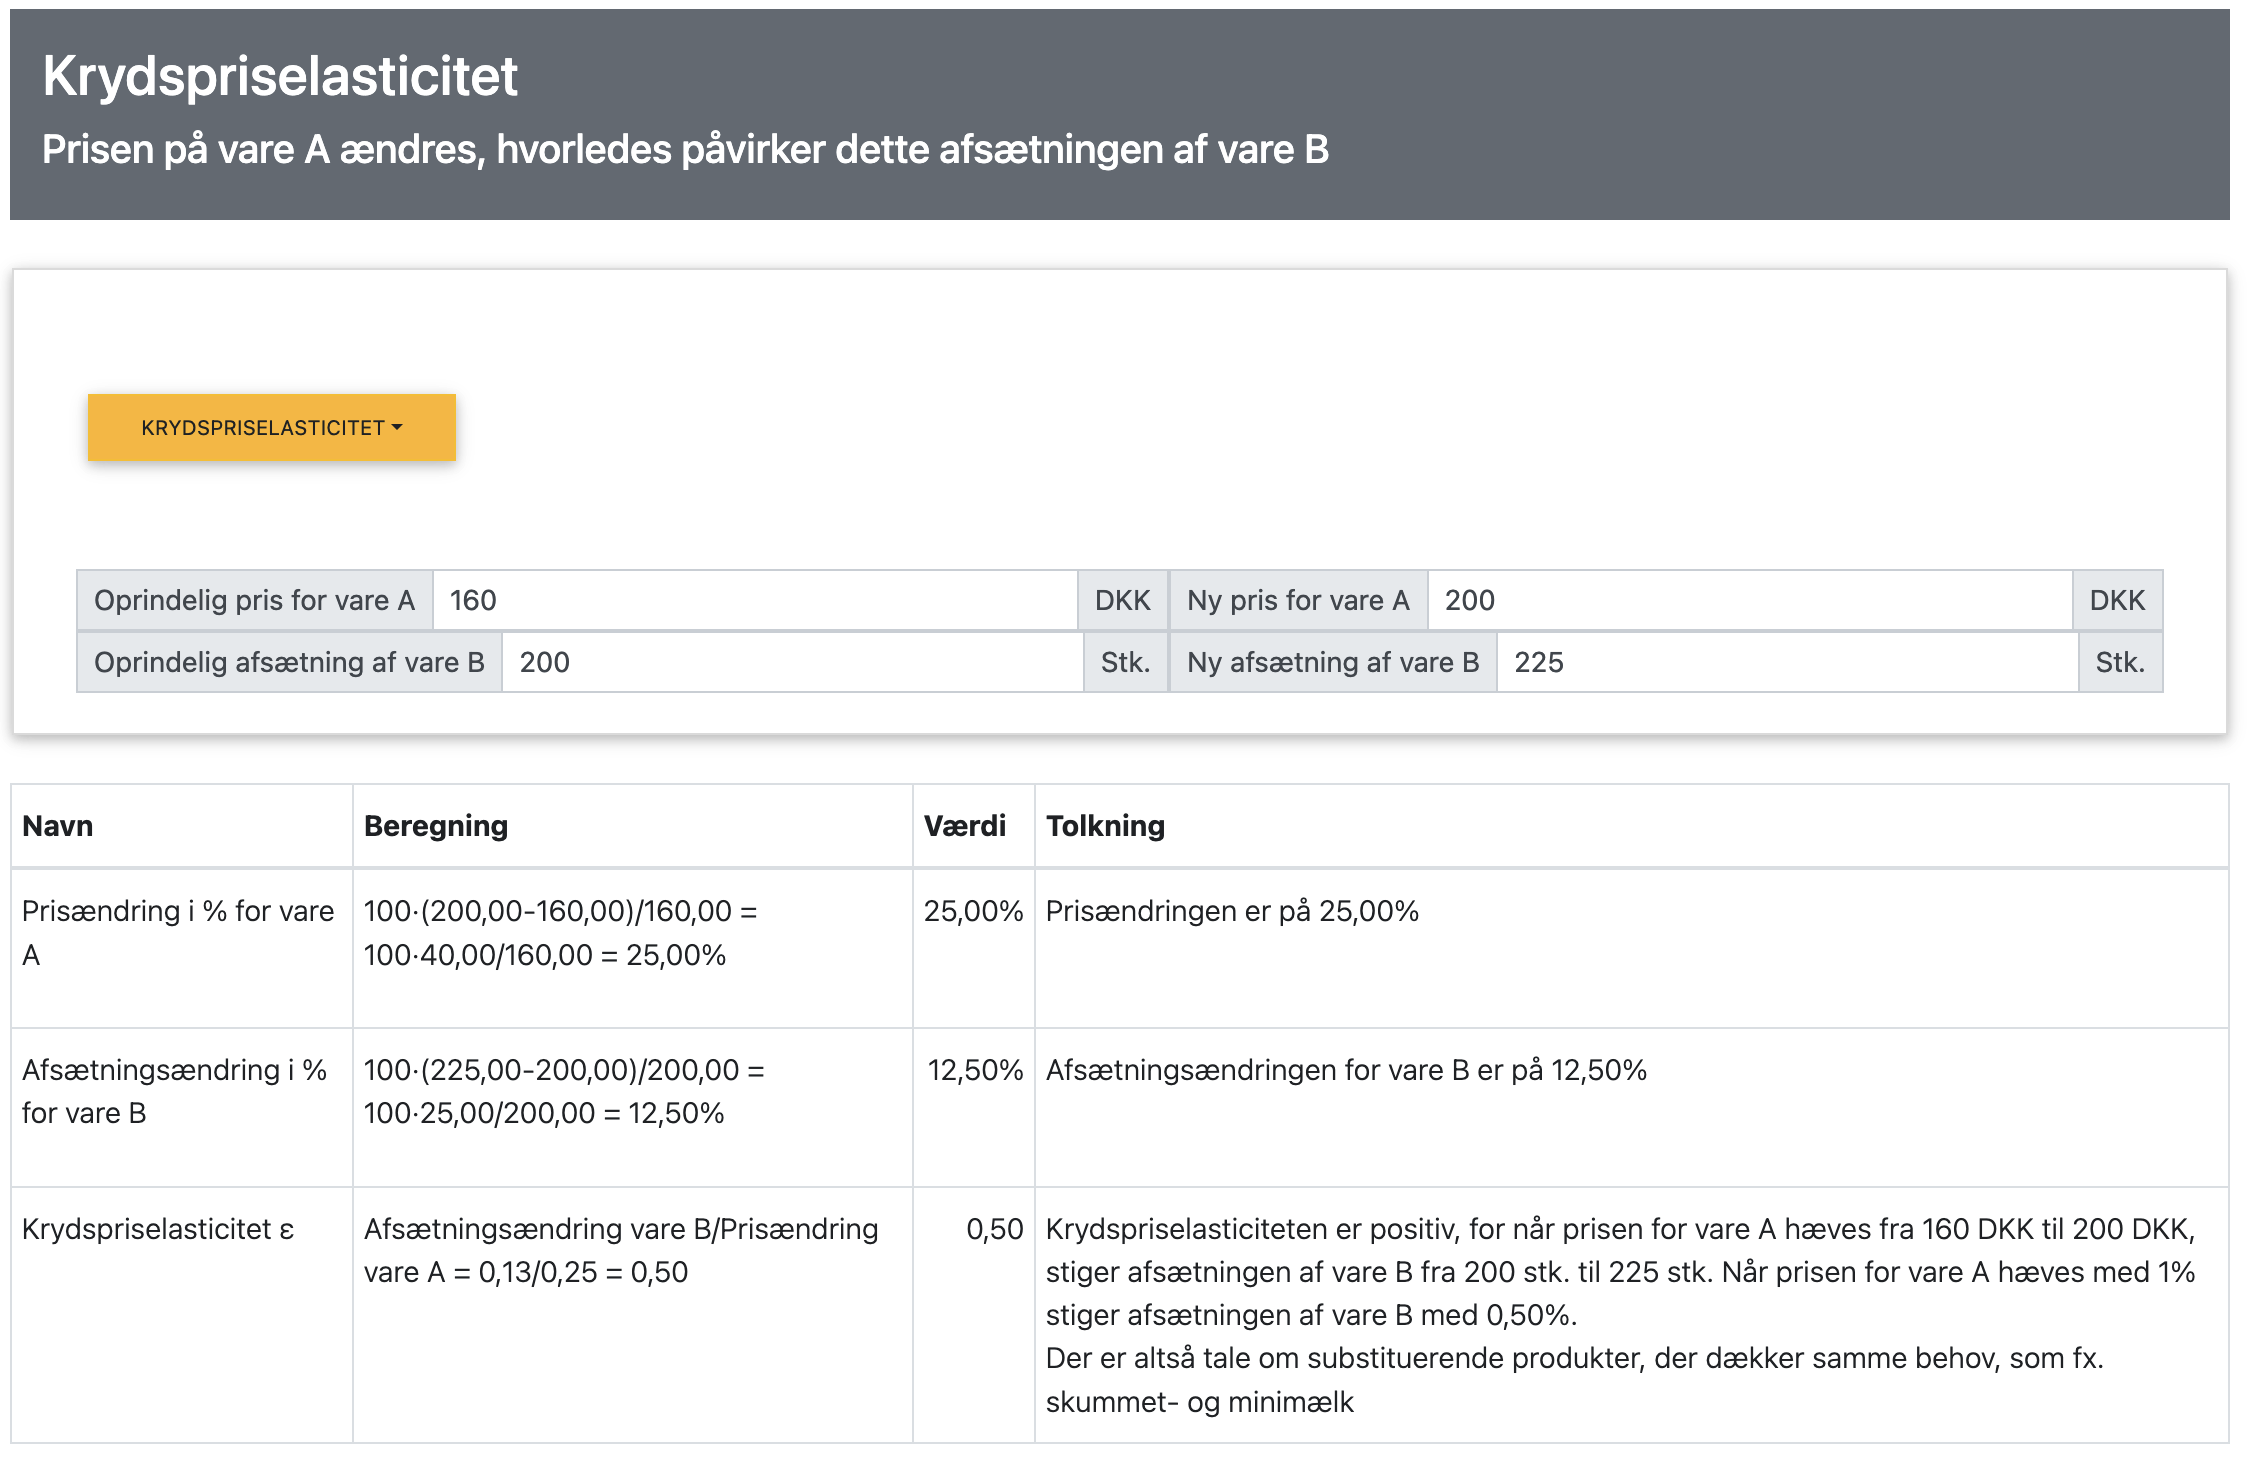 Krydspriselasticitet
Prisen på vare A ændres, hvorledes påvirker dette afsætningen af vare B
KRYDSPRISELASTICITET
Oprindelig pris for vare A 160 DKK Ny pris for vare A 200 DKK
Oprindelig afsætning af vare B 200 Stk. Ny afsætning af vare B 225 Stk.
Navn Beregning Værdi Tolkning
Prisændring i % for vare
A
100·(200,00-160,00)/160,00 =
100·40,00/160,00 = 25,00%
25,00%
Prisændringen er på 25,00%
Afsætningsændring i %
for vare B
100·(225,00-200,00)/200,00 =
100·25,00/200,00 = 12,50%
12,50%
Afsætningsændringen for vare B er på 12,50%
Krydspriselasticitet ε
Afsætningsændring vare B/Prisændring
vare A = 0,13/0,25 = 0,50
0,50
Krydspriselasticiteten er positiv, for når prisen for vare A hæves fra 160 DKK til 200 DKK,
stiger afsætningen af vare B fra 200 stk. til 225 stk. Når prisen for vare A hæves med 1%
stiger afsætningen af vare B med 0,50%.
Der er altså tale om substituerende produkter, der dækker samme behov, som fx.
skummet- og minimælk